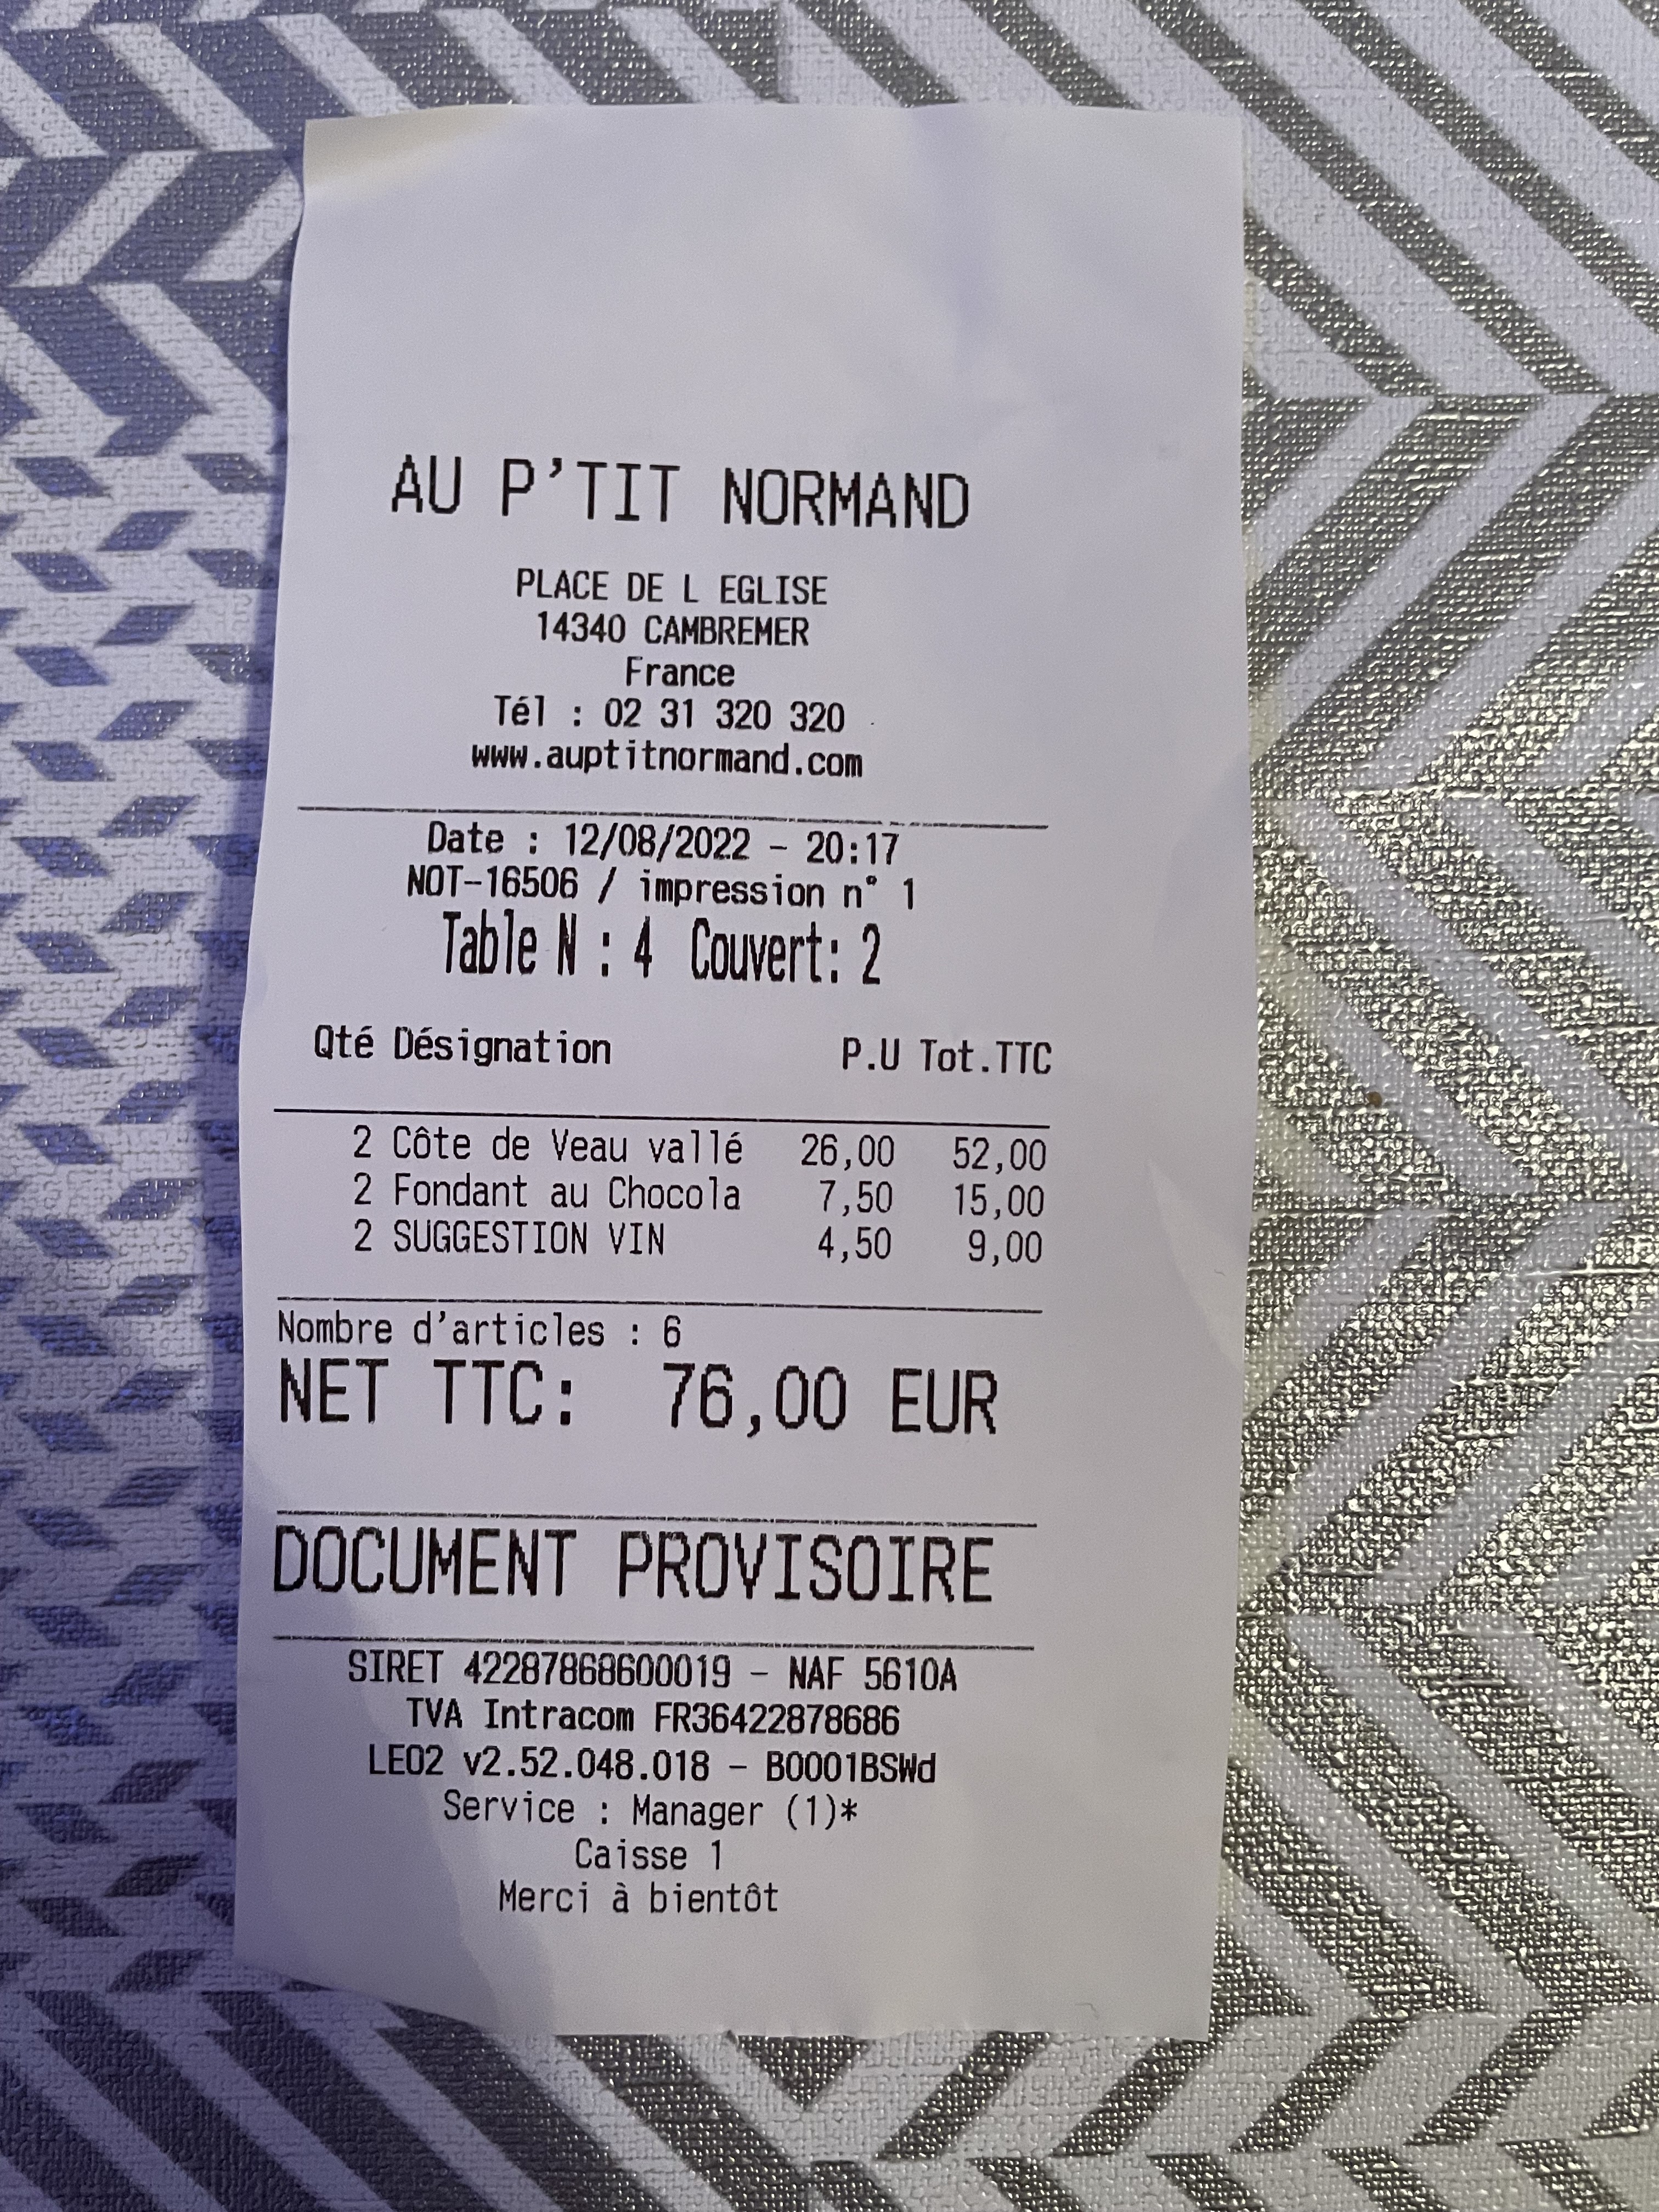 AU P'TIT NORMAND
PLACE DE L EGLISE
14340 CAMBREMER
France
Tél : 02 31 320 320
www.auptitnormand.com
Date : 12/08/2022 - 20:17
NOT-16506 / impression n° 1
Table N : 4 Couvert: 2
Qté Désignation P.U Tot.TTC
2 Côte de Veau vallé 26,00 52,00
2 Fondant au Chocola 7,50 15,00
2 SUGGESTION VIN 4,50 9,00
Nombre d'articles : 6
NET TTC: 76,00 EUR
DOCUMENT PROVISOIRE
SIRET 42287868600019 - NAF 5610A
TVA Intracom FR36422878686
LEO2 v2.52.048.018 - B0001BSWd
Service : Manager (1)*
Caisse 1
Merci à bientôt